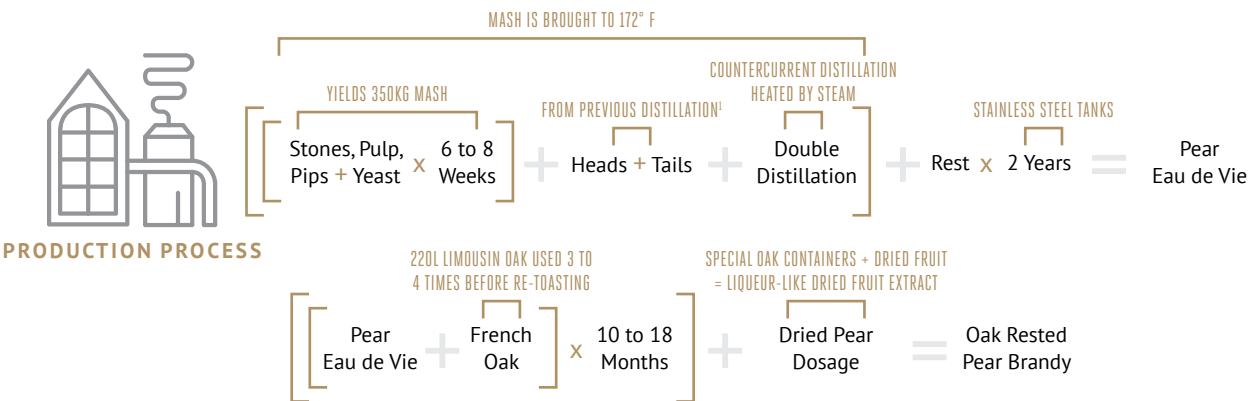 MASH IS BROUGHT TO 172° F
COUNTERCURRENT DISTILLATION
HEATED BY STEAM
YIELDS 350KG MASH
FROM PREVIOUS DISTILLATION¹
STAINLESS STEEL TANKS
Stones, Pulp,
Pips + Yeast
x
6 to 8
Weeks
+
Heads + Tails
+
Double
Distillation
+
Rest x 2 Years
=
Pear
Eau de Vie
PRODUCTION PROCESS
220L LIMOUSIN OAK USED 3 TO
4 TIMES BEFORE RE-TOASTING
SPECIAL OAK CONTAINERS + DRIED FRUIT
= LIQUEUR-LIKE DRIED FRUIT EXTRACT
Pear
Eau de Vie
+
French
Oak
x
10 to 18
Months
+
Dried Pear
Dosage
=
Oak Rested
Pear Brandy